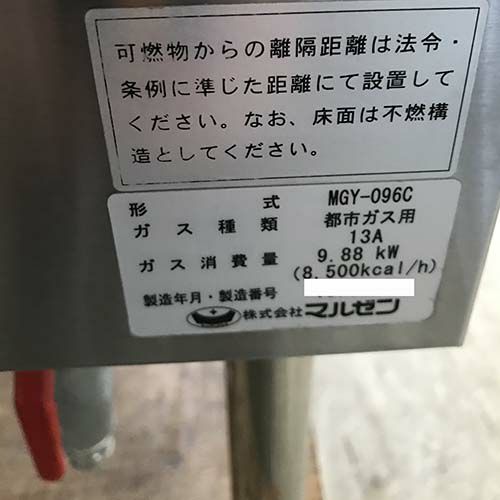 可燃物からの離隔距離は法令・
条例に準じた距離にて設置して
ください。なお、床面は不燃構
造としてください。
形式 MGY-096C
ガス種類 都市ガス用
13A
ガス消費量 9.88 kW
(8,500kcal/h)
製造年月・製造番号
株式会社 マルゼン